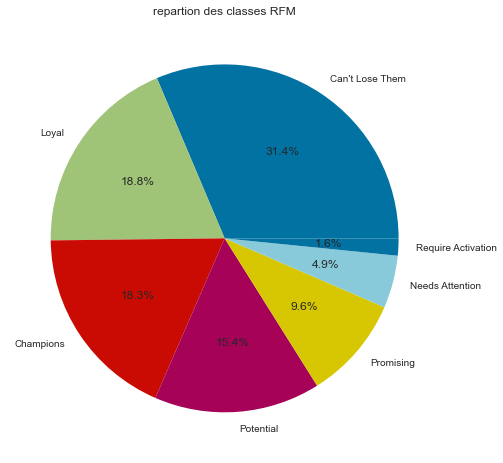 repartion des classes RFM
Can't Lose Them
31.4%
Loyal
18.8%
Champions
18.3%
Potential
15.4%
Promising
9.6%
Needs Attention
4.9%
Require Activation
1.6%